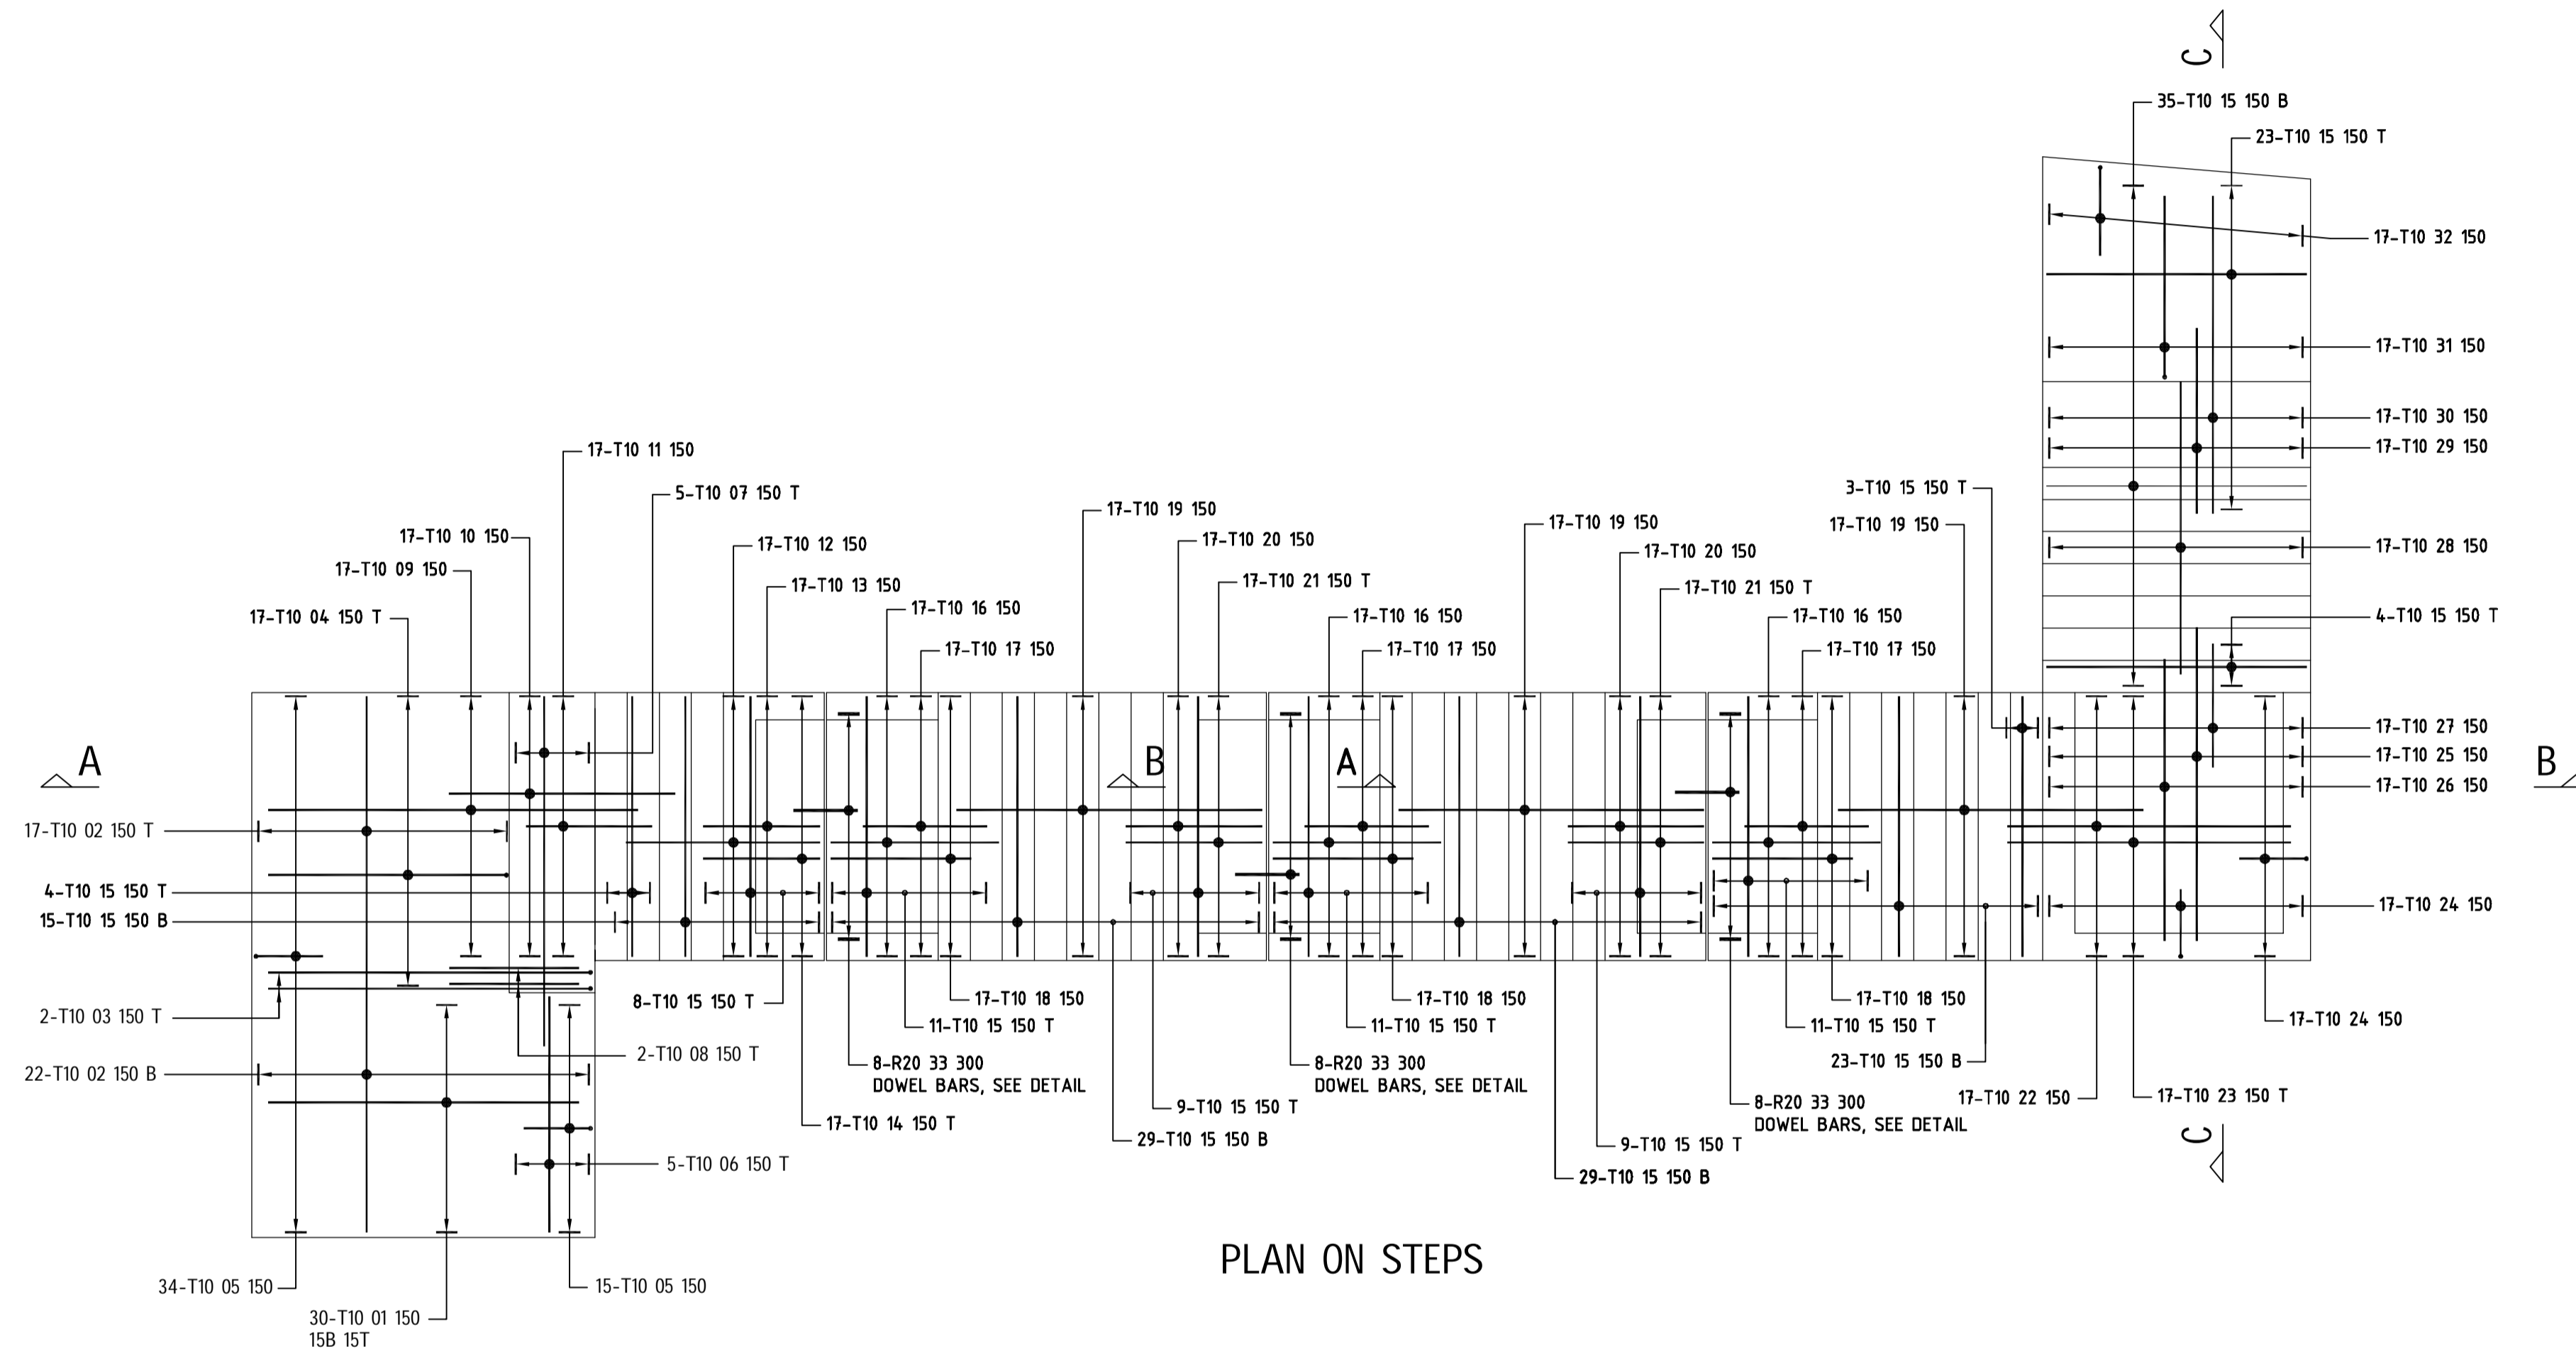 C
35-T10 15 150 B
23-T10 15 150 T
17-T10 32 150
17-T10 31 150
17-T10 30 150
17-T10 29 150
17-T10 28 150
4-T10 15 150 T
17-T10 11 150
5-T10 07 150 T
17-T10 10 150
17-T10 09 150
17-T10 04 150 T
17-T10 12 150
17-T10 13 150
17-T10 16 150
17-T10 17 150
17-T10 19 150
17-T10 20 150
17-T10 21 150 T
17-T10 16 150
17-T10 17 150
17-T10 19 150
17-T10 20 150
17-T10 21 150 T
17-T10 16 150
17-T10 17 150
3-T10 15 150 T
17-T10 19 150
A
B
A
B
17-T10 27 150
17-T10 25 150
17-T10 26 150
17-T10 24 150
17-T10 02 150 T
4-T10 15 150 T
15-T10 15 150 B
2-T10 03 150 T
22-T10 02 150 B
8-T10 15 150 T
2-T10 08 150 T
17-T10 18 150
11-T10 15 150 T
8-R20 33 300
DOWEL BARS, SEE DETAIL
17-T10 14 150 T
9-T10 15 150 T
29-T10 15 150 B
17-T10 18 150
11-T10 15 150 T
8-R20 33 300
DOWEL BARS, SEE DETAIL
9-T10 15 150 T
29-T10 15 150 B
17-T10 18 150
11-T10 15 150 T
23-T10 15 150 B
8-R20 33 300
DOWEL BARS, SEE DETAIL
17-T10 22 150
17-T10 23 150 T
17-T10 24 150
C
5-T10 06 150 T
34-T10 05 150
30-T10 01 150
15B 15T
15-T10 05 150
PLAN ON STEPS